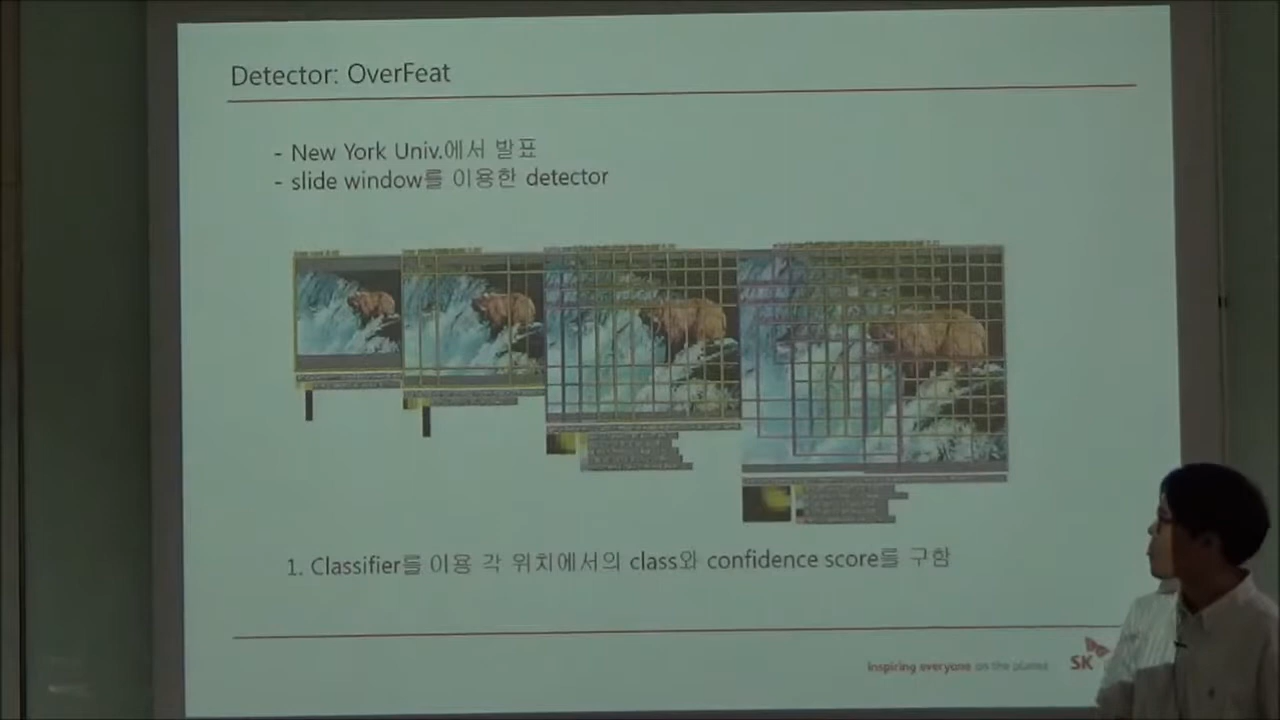 Detector: OverFeat
- New York Univ.에서 발표
- slide window를 이용한 detector
1. Classifier를 이용 각 위치에서의 class와 confidence score를 구함
Inspiring everyone on the planet
SK